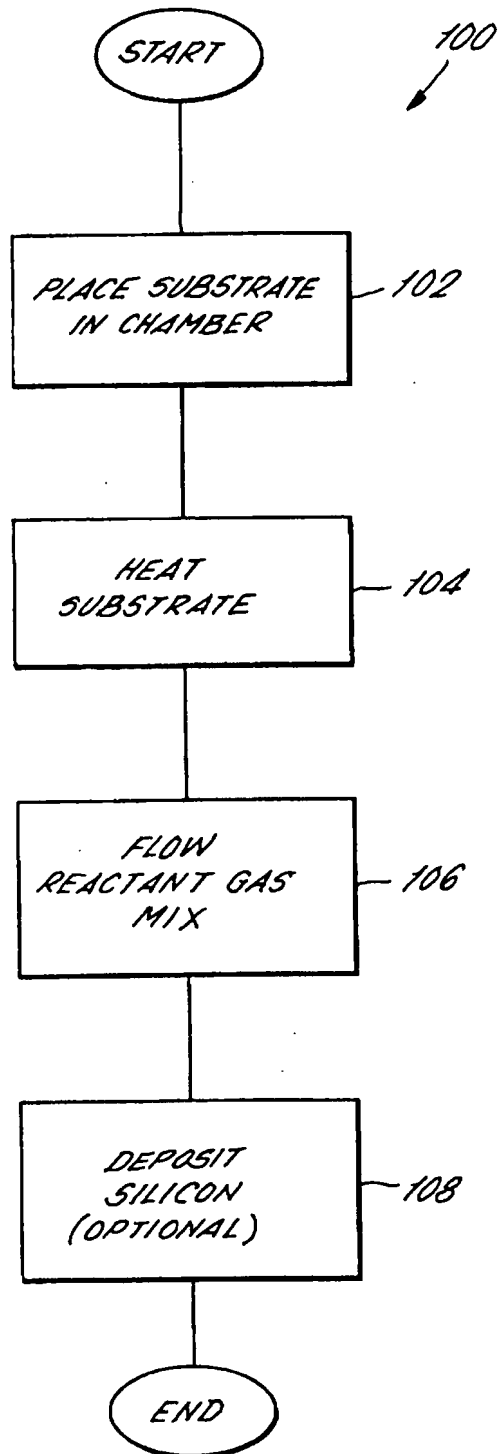 START
100
PLACE SUBSTRATE
IN CHAMBER
102
HEAT
SUBSTRATE
104
FLOW
REACTANT GAS
MIX
106
DEPOSIT
SILICON
(OPTIONAL)
108
END